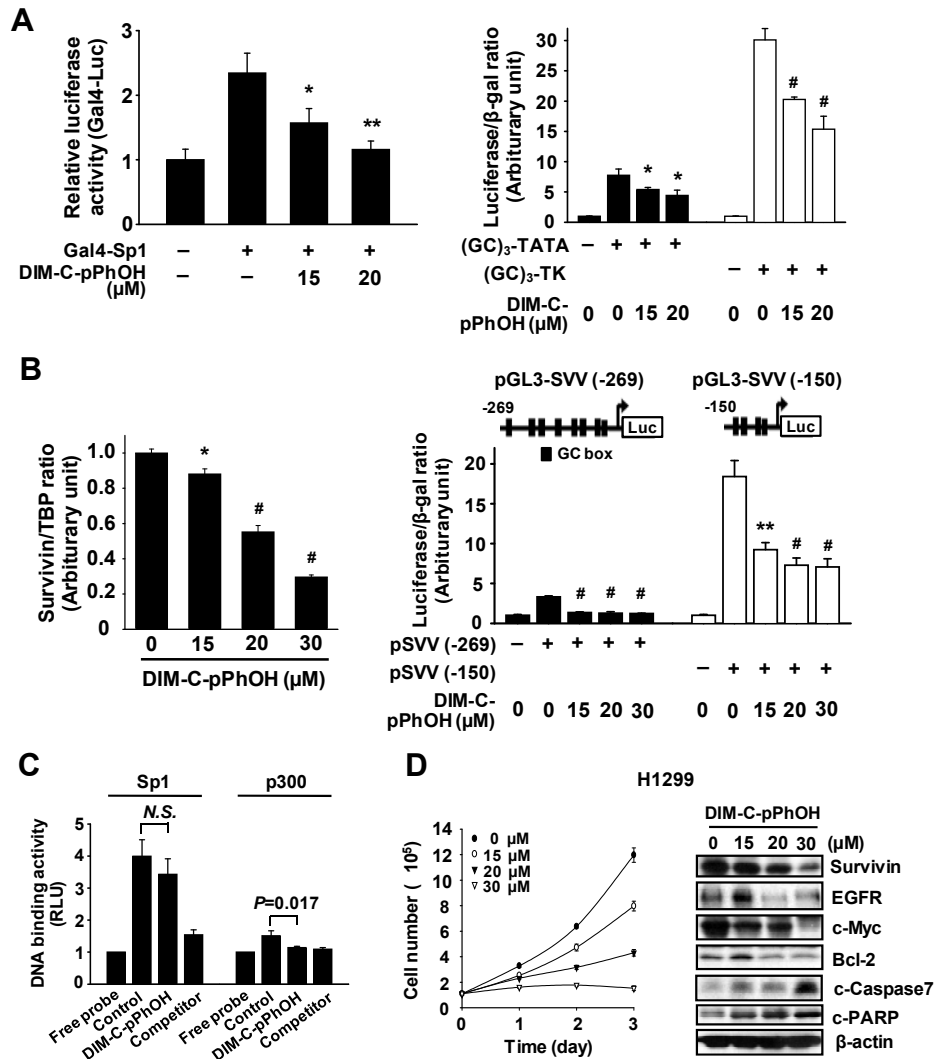 A
Relative luciferase
activity (Gal4-Luc)
3
2
1
0
* **
Gal4-Sp1 – + + +
DIM-C-pPhOH
(µM) – – 15 20
Luciferase/β-gal ratio
(Arbiturary unit)
30
25
20
15
10
5
0
* * # #
(GC)3-TATA – + + +
(GC)3-TK – + + +
DIM-C-
pPhOH (µM) 0 0 15 20 0 0 15 20
B
Survivin/TBP ratio
(Arbiturary unit)
1.0
0.8
0.6
0.4
0.2
0
* # #
0 15 20 30
DIM-C-pPhOH (µM)
pGL3-SVV (-269) pGL3-SVV (-150)
-269 Luc -150 Luc
GC box
Luciferase/β-gal ratio
(Arbiturary unit)
20
15
10
5
0
# # # ** # #
pSVV (-269) – + + + +
pSVV (-150) – + + + +
DIM-C-
pPhOH (µM) 0 0 15 20 30 0 0 15 20 30
C
Sp1 p300
N.S.
P=0.017
DNA binding activity
(RLU)
5
4
3
2
1
0
Free probe Control DIM-C-pPhOH Competitor Free probe Control DIM-C-pPhOH Competitor
D
H1299
Cell number ( 10⁵)
14
12
10
8
6
4
2
0
0 µM
15 µM
20 µM
30 µM
0 1 2 3
Time (day)
DIM-C-pPhOH
0 15 20 30 (µM)
Survivin
EGFR
c-Myc
Bcl-2
c-Caspase7
c-PARP
β-actin